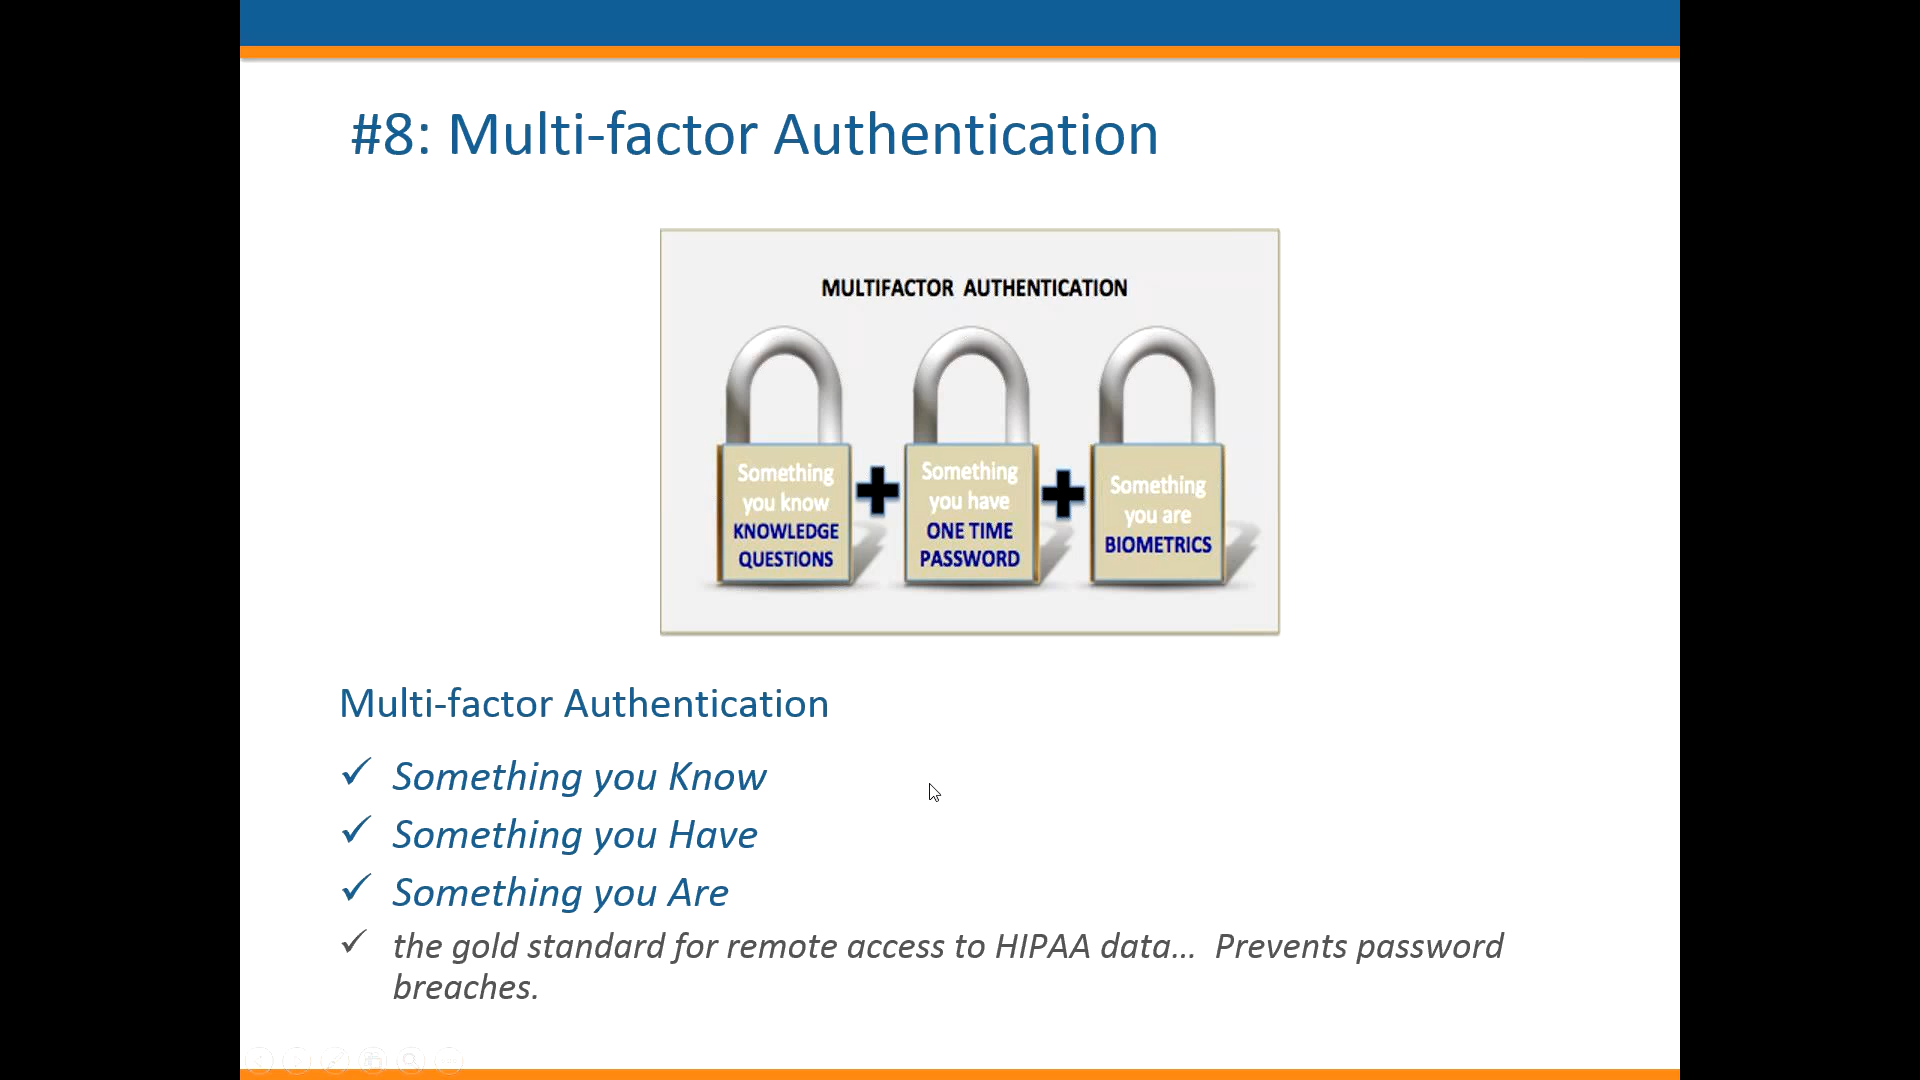 #8: Multi-factor Authentication
MULTIFACTOR AUTHENTICATION
Something
you know
KNOWLEDGE
QUESTIONS
Something
you have
ONE TIME
PASSWORD
Something
you are
BIOMETRICS
Multi-factor Authentication
✓ Something you Know
✓ Something you Have
✓ Something you Are
✓ the gold standard for remote access to HIPAA data... Prevents password
breaches.